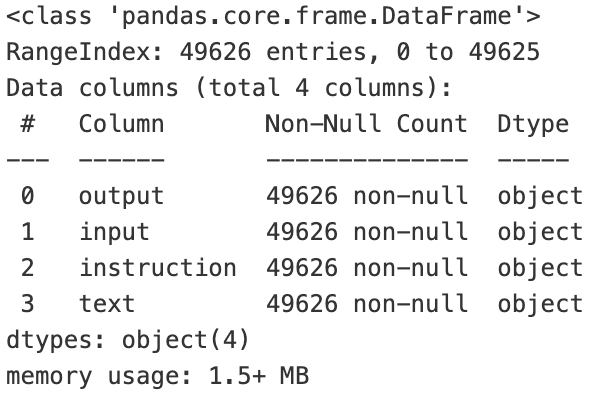 <class 'pandas.core.frame.DataFrame'>
RangeIndex: 49626 entries, 0 to 49625
Data columns (total 4 columns):
 #   Column       Non-Null Count  Dtype
---  ------       --------------  -----
 0   output       49626 non-null  object
 1   input        49626 non-null  object
 2   instruction  49626 non-null  object
 3   text         49626 non-null  object
dtypes: object(4)
memory usage: 1.5+ MB